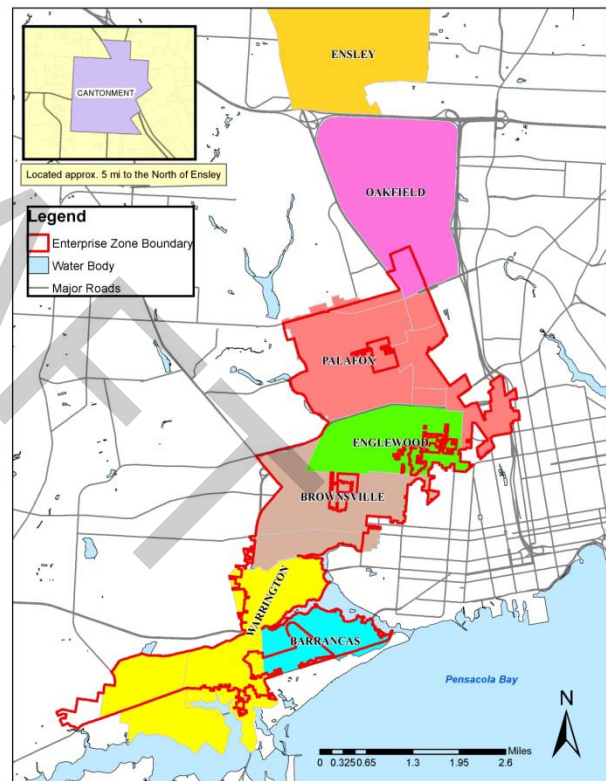 ENSLEY
CANTONMENT
Located approx. 5 mi to the North of Ensley
OAKFIELD
Legend
Enterprise Zone Boundary
Water Body
Major Roads
PALAFOX
ENGLEWOOD
BROWNSVILLE
WARRINGTON
BARRANCAS
Pensacola Bay
N
Miles
0 0.325 0.65 1.3 1.95 2.6